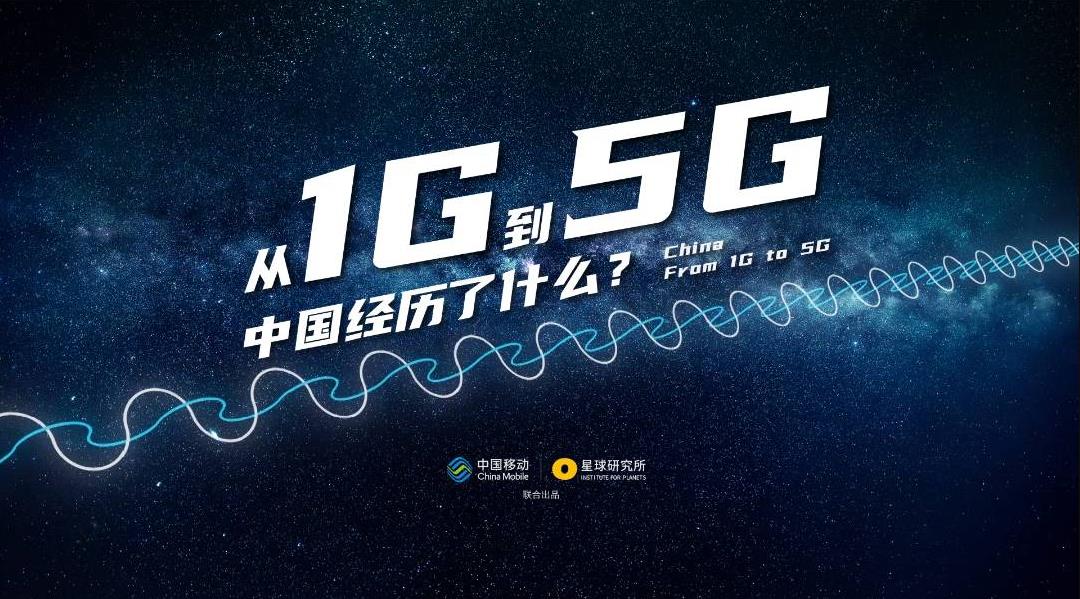 从1G到5G
中国经历了什么？
China
From 1G to 5G
中国移动
China Mobile
星球研究所
INSTITUTE FOR PLANETS
联合出品